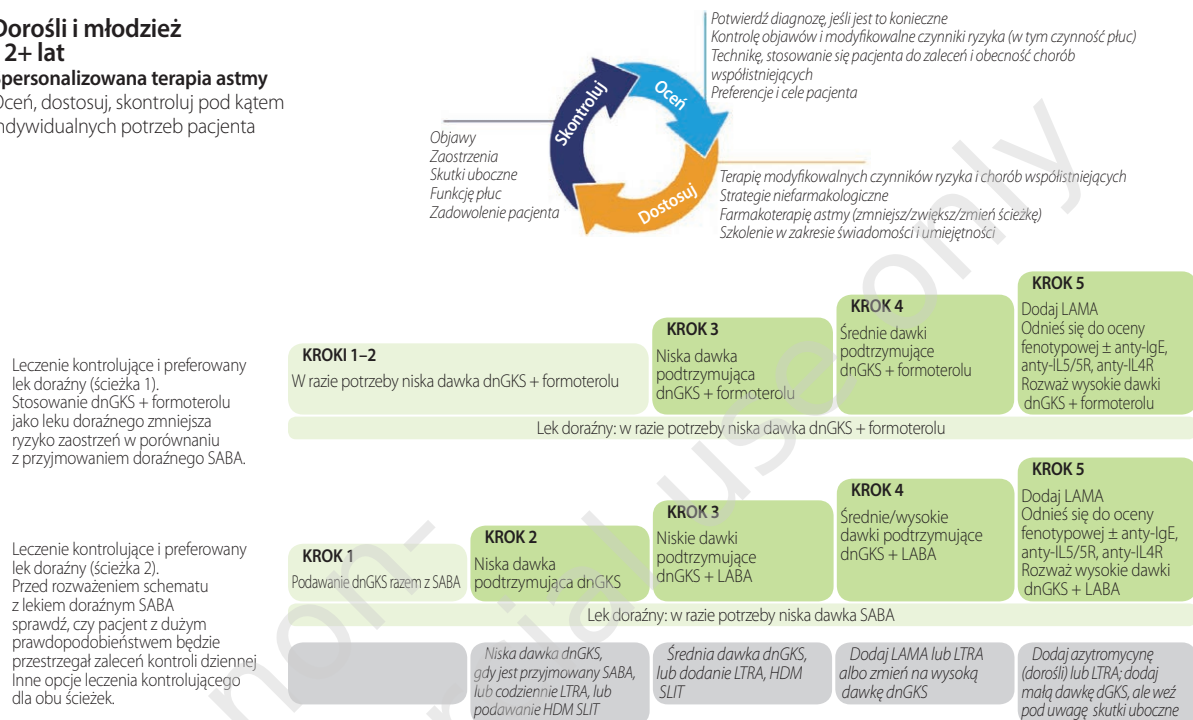 Dorośli i młodzież
2+ lat
Spersonalizowana terapia astmy
Oceń, dostosuj, skontroluj pod kątem
indywidualnych potrzeb pacjenta
Potwierdź diagnozę, jeśli jest to konieczne
Kontrolę objawów i modyfikowalne czynniki ryzyka (w tym czynność płuc)
Technikę, stosowanie się pacjenta do zaleceń i obecność chorób
współistniejących
Preferencje i cele pacjenta
Skontroluj
Oceń
Dostosuj
Objawy
Zaostrzenia
Skutki uboczne
Funkcję płuc
Zadowolenie pacjenta
Terapię modyfikowalnych czynników ryzyka i chorób współistniejących
Strategie niefarmakologiczne
Farmakoterapię astmy (zmniejsz/zwiększ/zmień ścieżkę)
Szkolenie w zakresie świadomości i umiejętności
Leczenie kontrolujące i preferowany
lek doraźny (ścieżka 1).
Stosowanie dnGKS + formoterolu
jako leku doraźnego zmniejsza
ryzyko zaostrzeń w porównaniu
z przyjmowaniem doraźnego SABA.
KROKI 1–2
W razie potrzeby niska dawka dnGKS + formoterolu
KROK 3
Niska dawka
podtrzymująca
dnGKS + formoterolu
KROK 4
Średnie dawki
podtrzymujące
dnGKS + formoterolu
KROK 5
Dodaj LAMA
Odnieś się do oceny
fenotypowej ± anty-IgE,
anty-IL5/5R, anty-IL4R
Rozważ wysokie dawki
dnGKS + formoterolu
Lek doraźny: w razie potrzeby niska dawka dnGKS + formoterolu
Leczenie kontrolujące i preferowany
lek doraźny (ścieżka 2).
Przed rozważeniem schematu
z lekiem doraźnym SABA
sprawdź, czy pacjent z dużym
prawdopodobieństwem będzie
przestrzegał zaleceń kontroli dziennej
Inne opcje leczenia kontrolującego
dla obu ścieżek.
KROK 1
Podawanie dnGKS razem z SABA
KROK 2
Niska dawka
podtrzymująca dnGKS
KROK 3
Niskie dawki
podtrzymujące
dnGKS + LABA
KROK 4
Średnie/wysokie
dawki podtrzymujące
dnGKS + LABA
KROK 5
Dodaj LAMA
Odnieś się do oceny
fenotypowej ± anty-IgE,
anty-IL5/5R, anty-IL4R
Rozważ wysokie dawki
dnGKS + LABA
Lek doraźny: w razie potrzeby niska dawka SABA
Niska dawka dnGKS,
gdy jest przyjmowany SABA,
lub codziennie LTRA, lub
podawanie HDM SLIT
Średnia dawka dnGKS,
lub dodanie LTRA, HDM
SLIT
Dodaj LAMA lub LTRA
albo zmień na wysoką
dawkę dnGKS
Dodaj azytromycynę
(dorośli) lub LTRA; dodaj
małą dawkę dGKS, ale weź
pod uwagę skutki uboczne
non-
cial use only